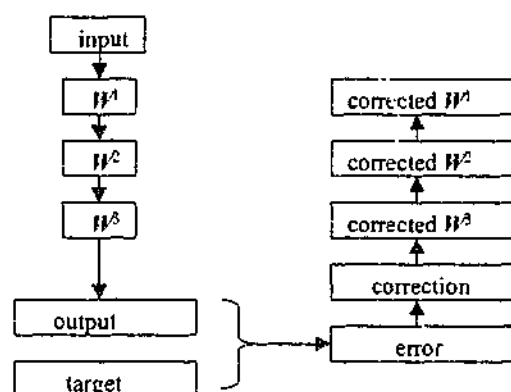 input
W¹
W²
W³
output
target
corrected W¹
corrected W²
corrected W³
correction
error